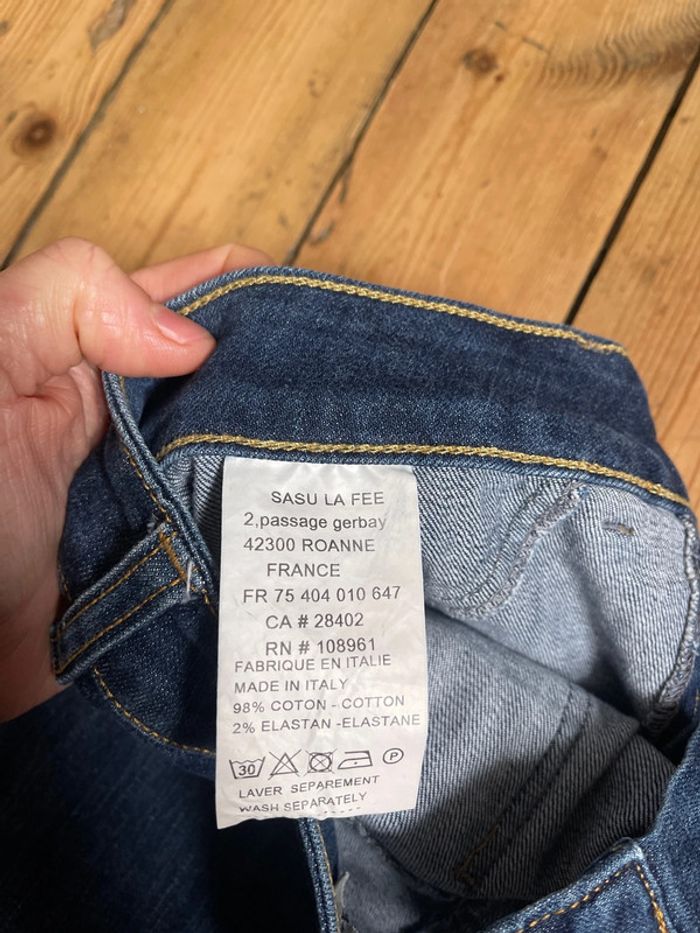 SASU LA FEE
2,passage gerbay
42300 ROANNE
FRANCE
FR 75 404 010 647
CA # 28402
RN # 108961
FABRIQUE EN ITALIE
MADE IN ITALY
98% COTON - COTTON
2% ELASTAN -ELASTANE
30 P
LAVER SEPAREMENT
WASH SEPARATELY